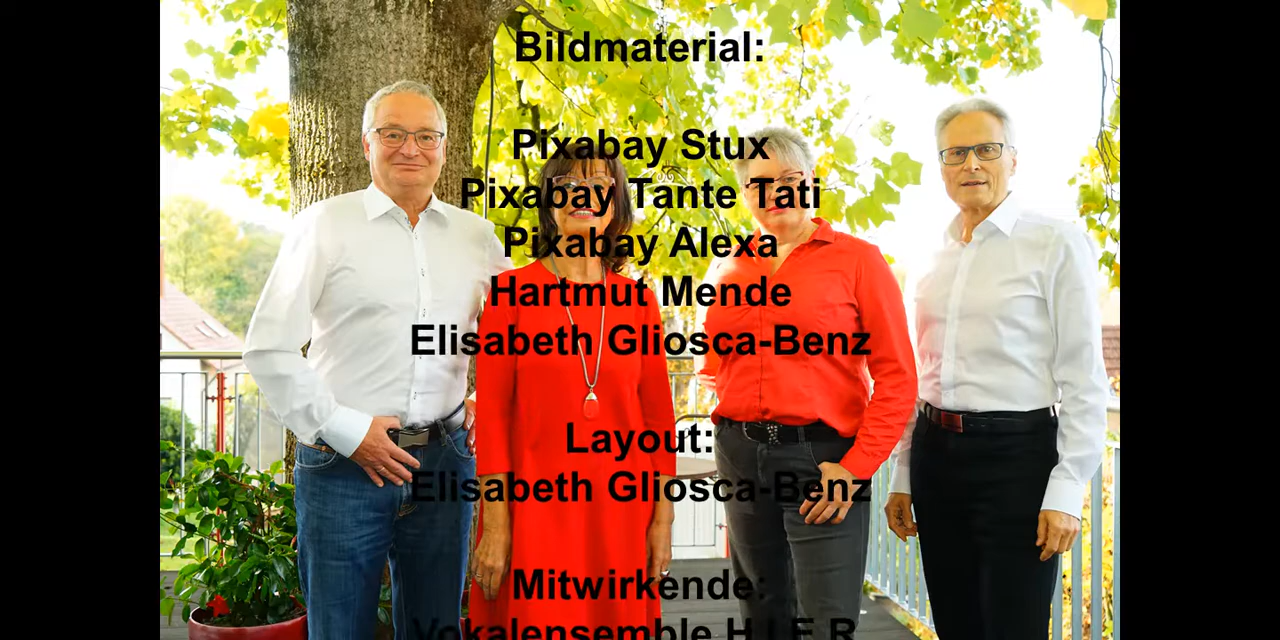 Bildmaterial:
Pixabay Stux
Pixabay Tante Tati
Pixabay Alexa
Hartmut Mende
Elisabeth Gliosca-Benz
Layout:
Elisabeth Gliosca-Benz
Mitwirkende:
Vokalensemble H.I.E.R.